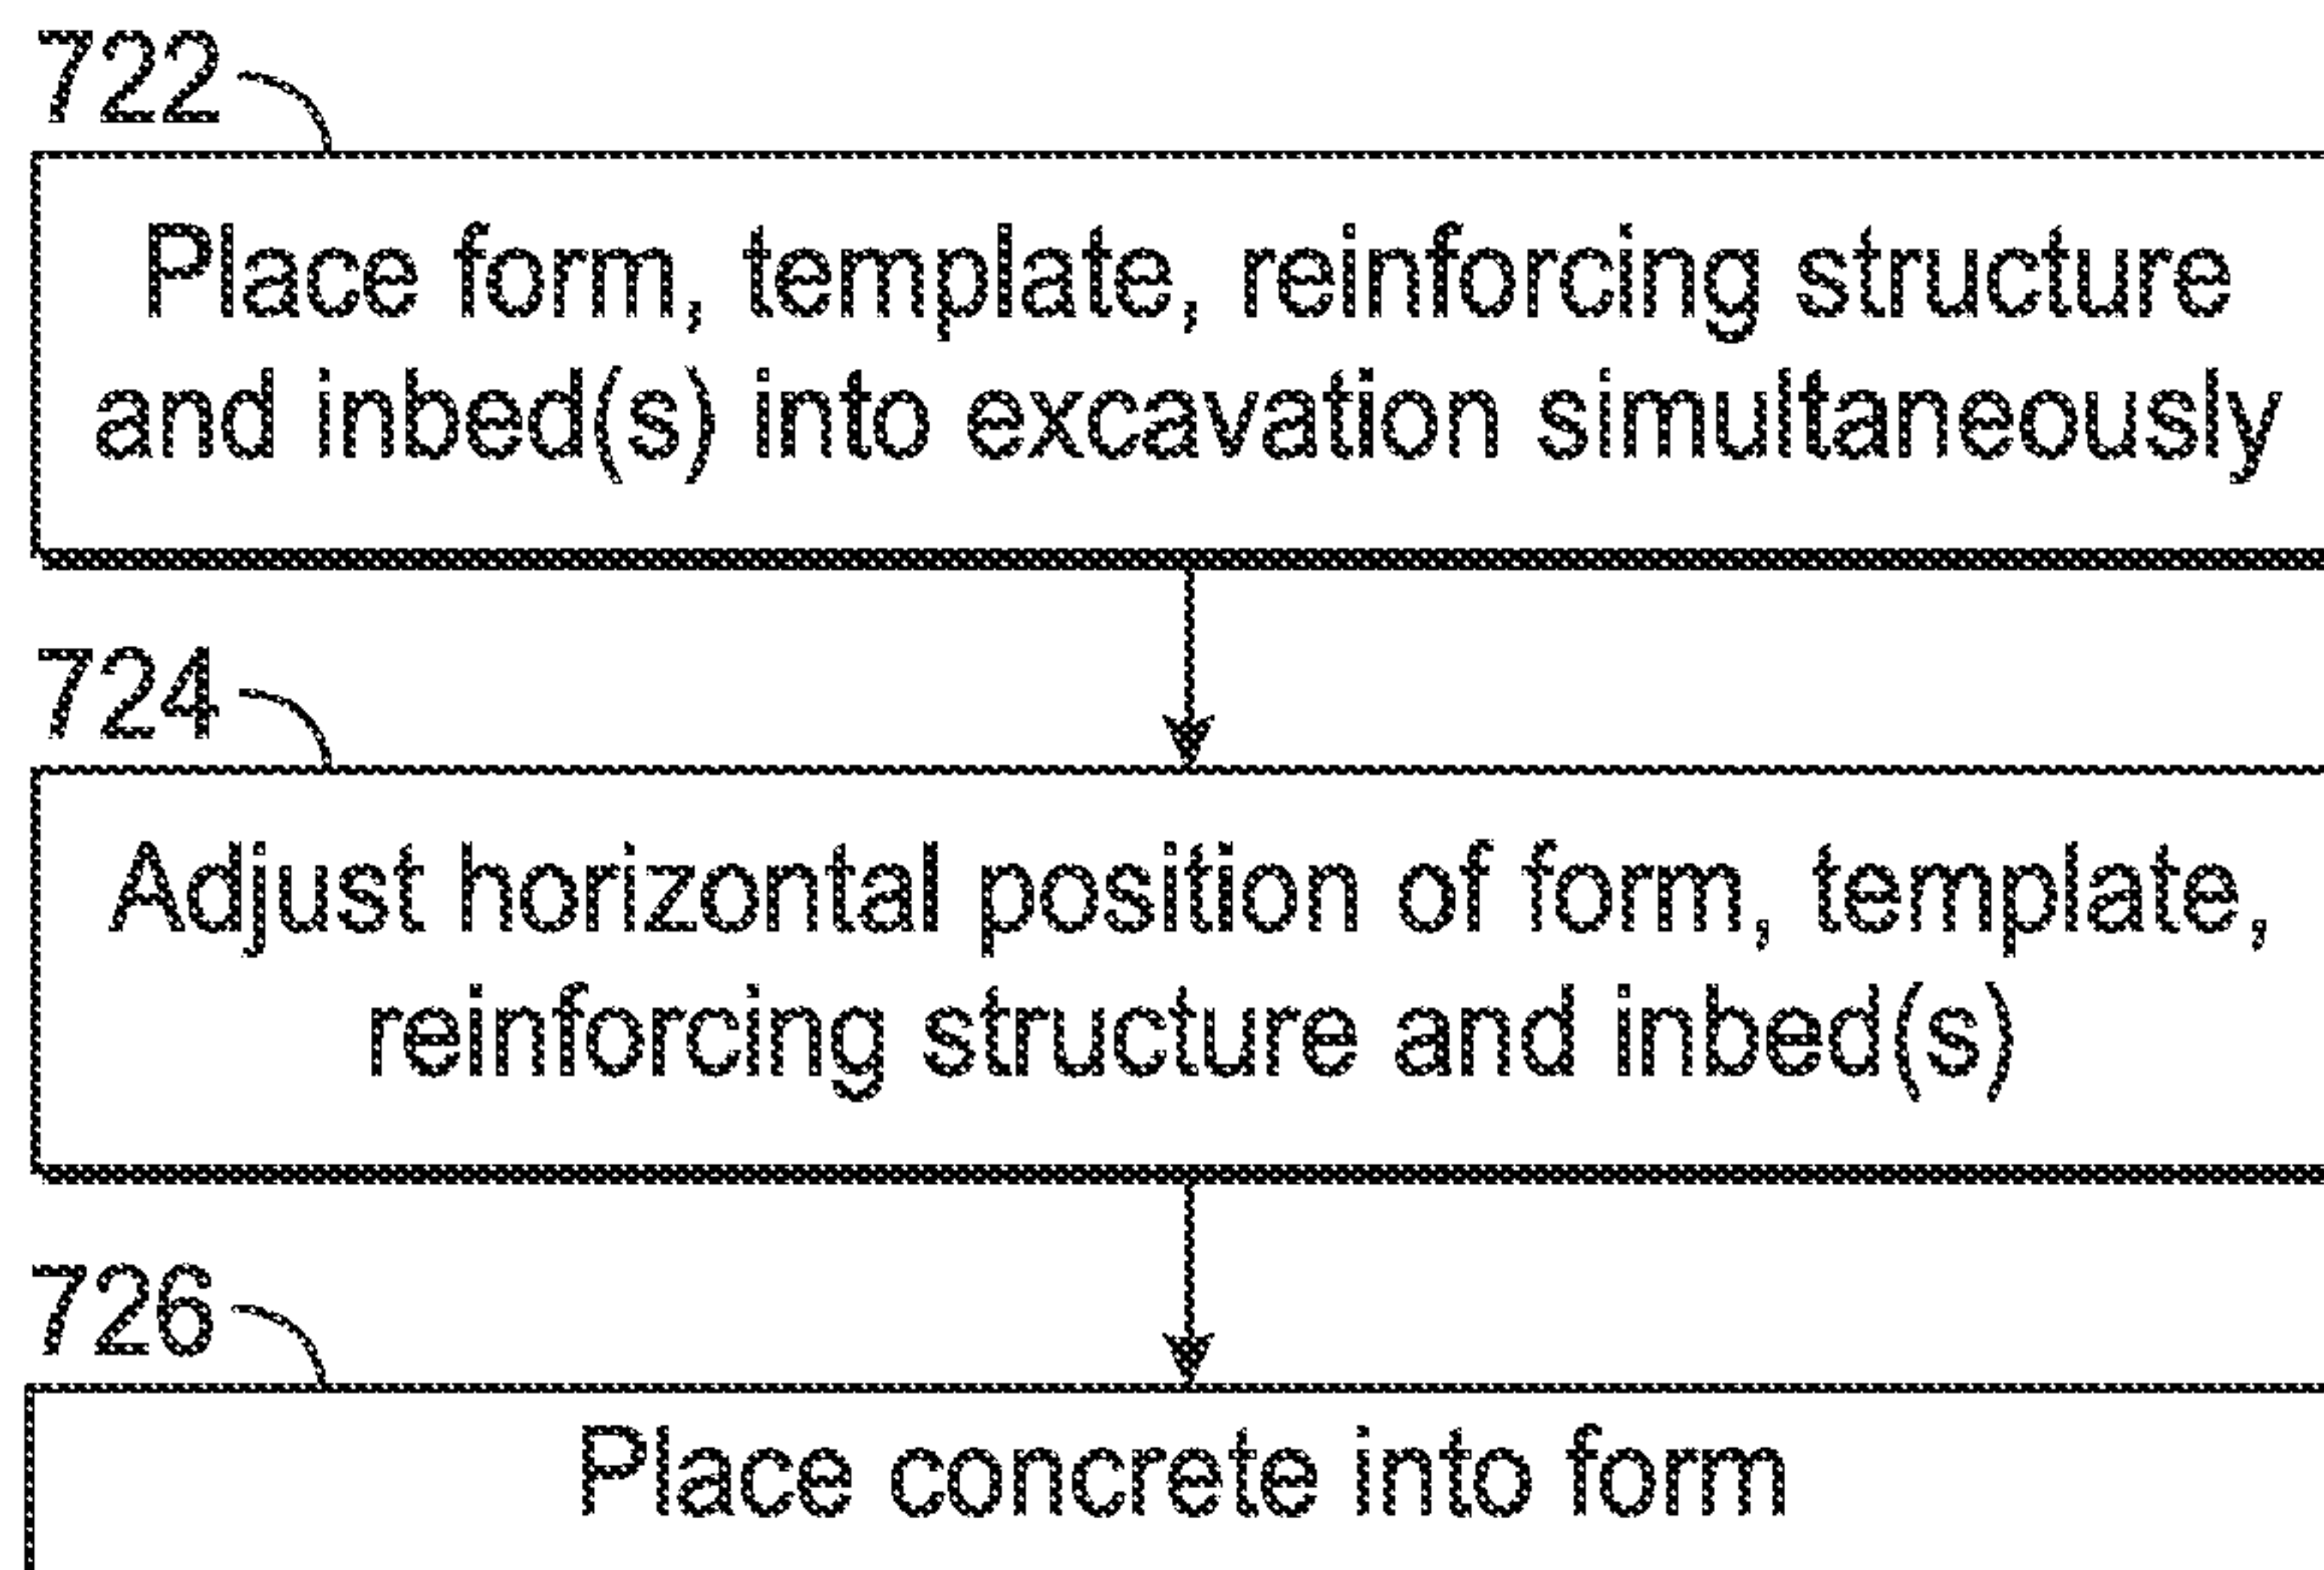 722
Place form, template, reinforcing structure
and inbed(s) into excavation simultaneously
724
Adjust horizontal position of form, template,
reinforcing structure and inbed(s)
726
Place concrete into form